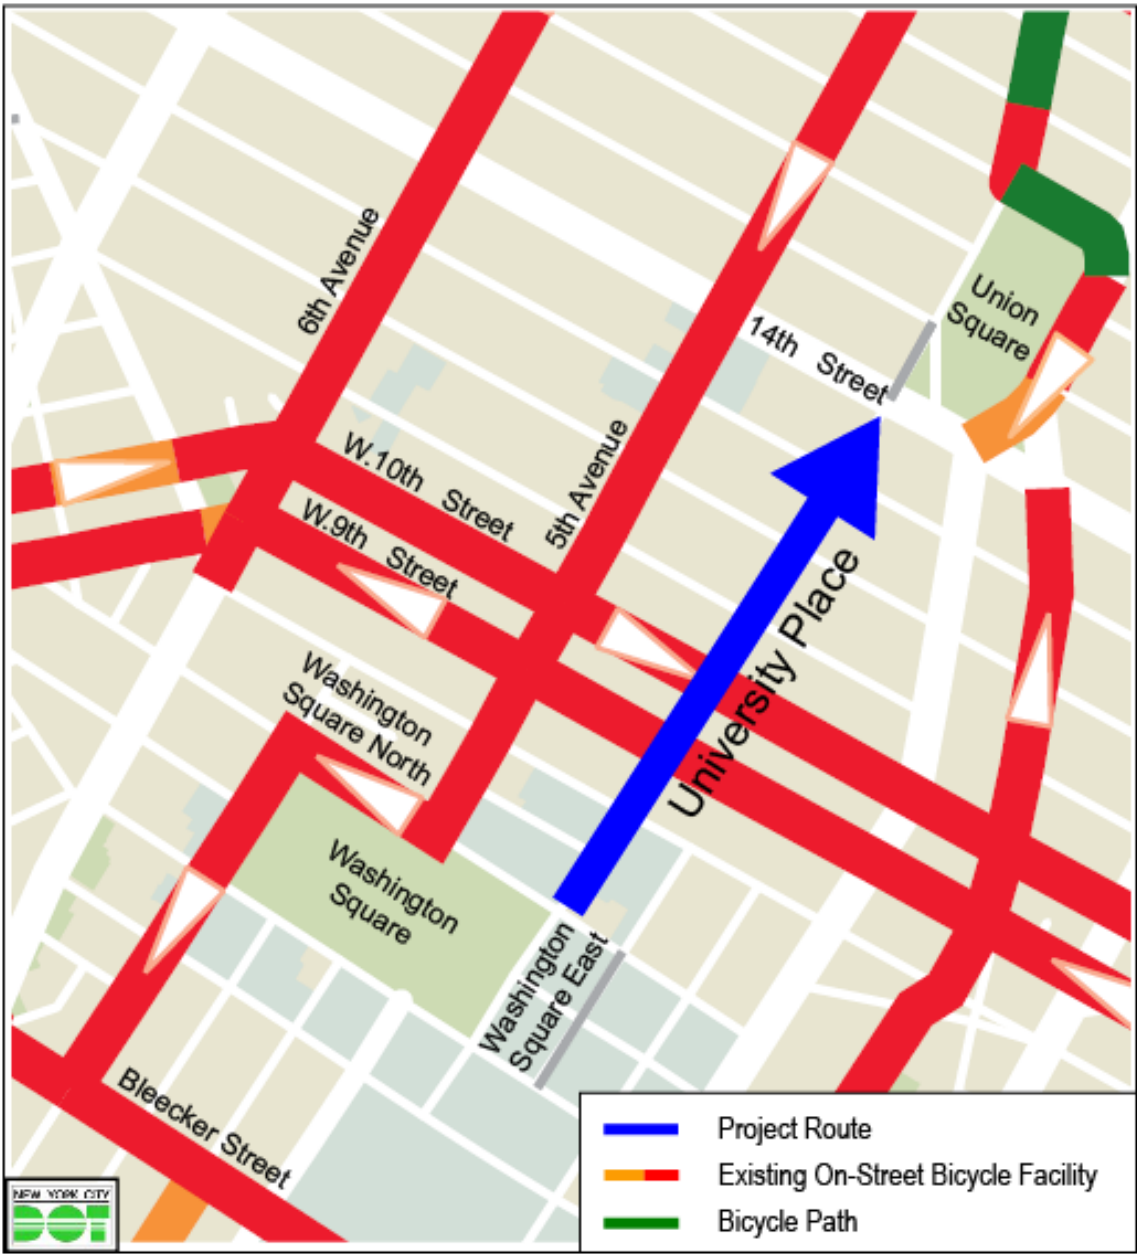 6th Avenue
Union
Square
14th Street
5th Avenue
W.10th Street
W.9th Street
University Place
Washington
Square North
Washington
Square
Washington
Square East
Bleecker Street
Project Route
Existing On-Street Bicycle Facility
Bicycle Path
NEW YORK CITY
DOT